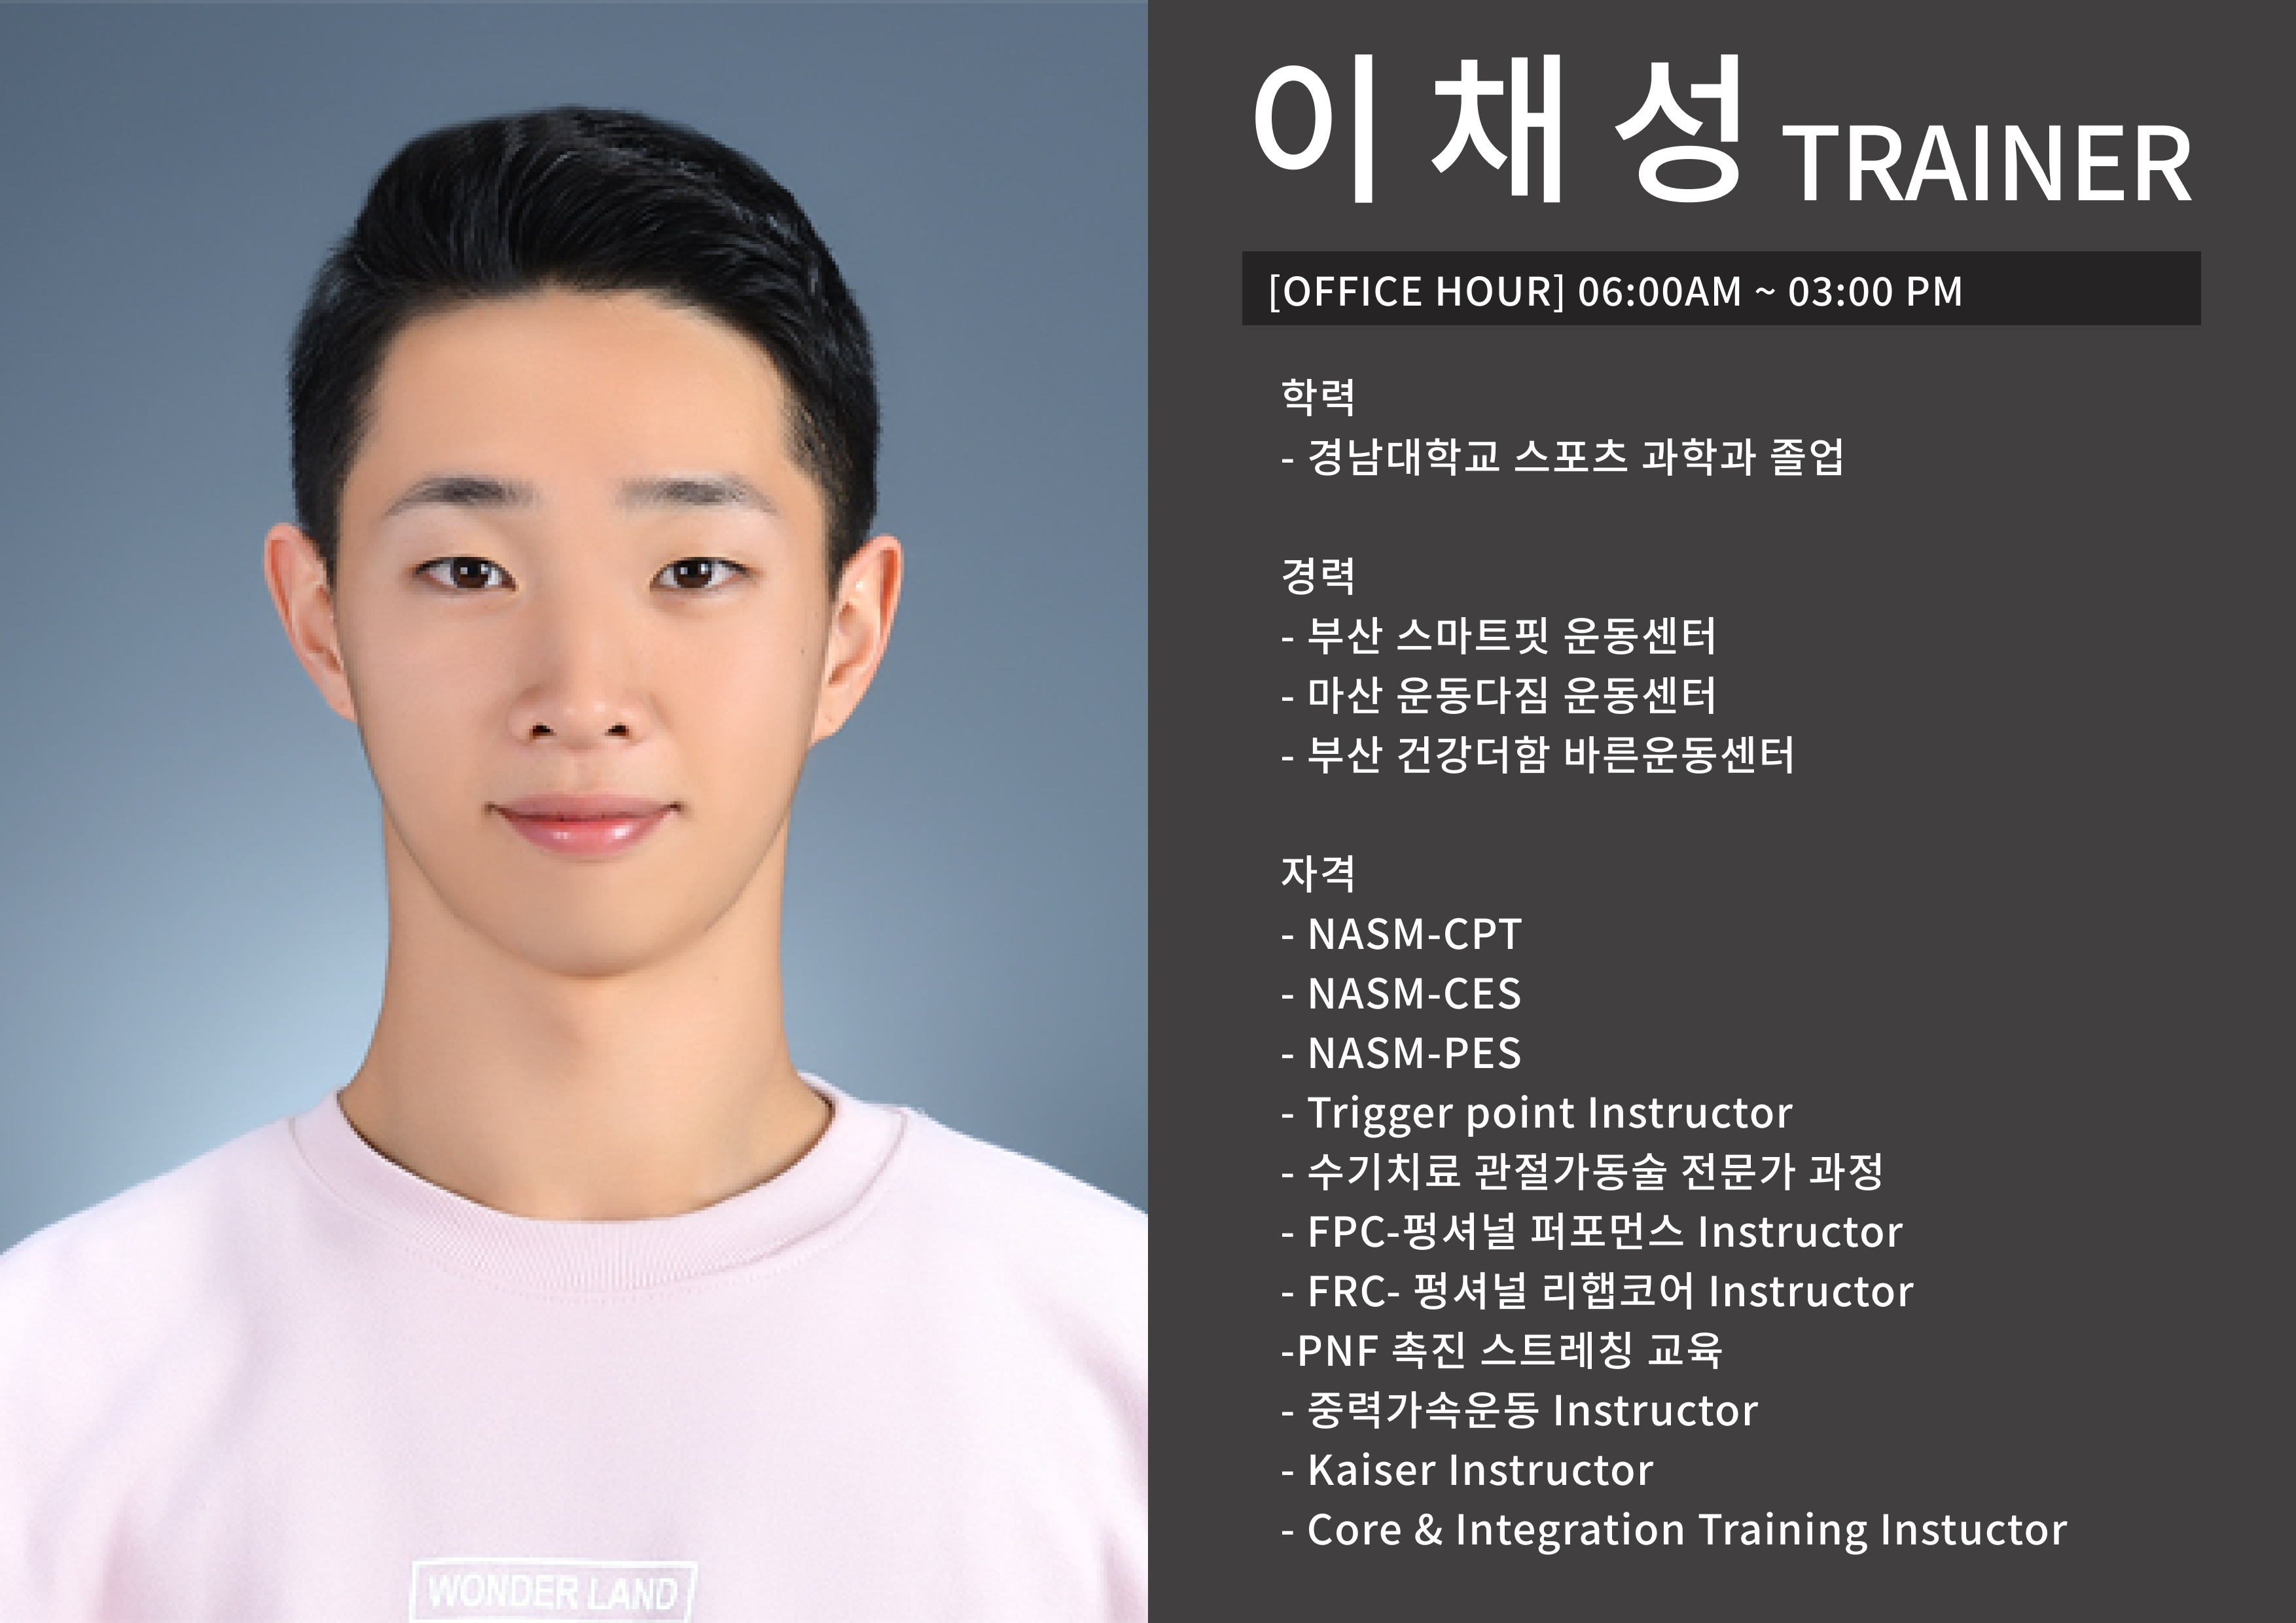 이채성 TRAINER
[OFFICE HOUR] 06:00AM ~ 03:00 PM
학력
- 경남대학교 스포츠 과학과 졸업
경력
- 부산 스마트핏 운동센터
- 마산 운동다짐 운동센터
- 부산 건강더함 바른운동센터
자격
- NASM-CPT
- NASM-CES
- NASM-PES
- Trigger point Instructor
- 수기치료 관절가동술 전문가 과정
- FPC-펑셔널 퍼포먼스 Instructor
- FRC- 펑셔널 리햅코어 Instructor
-PNF 촉진 스트레칭 교육
- 중력가속운동 Instructor
- Kaiser Instructor
- Core & Integration Training Instuctor
WONDER LAND